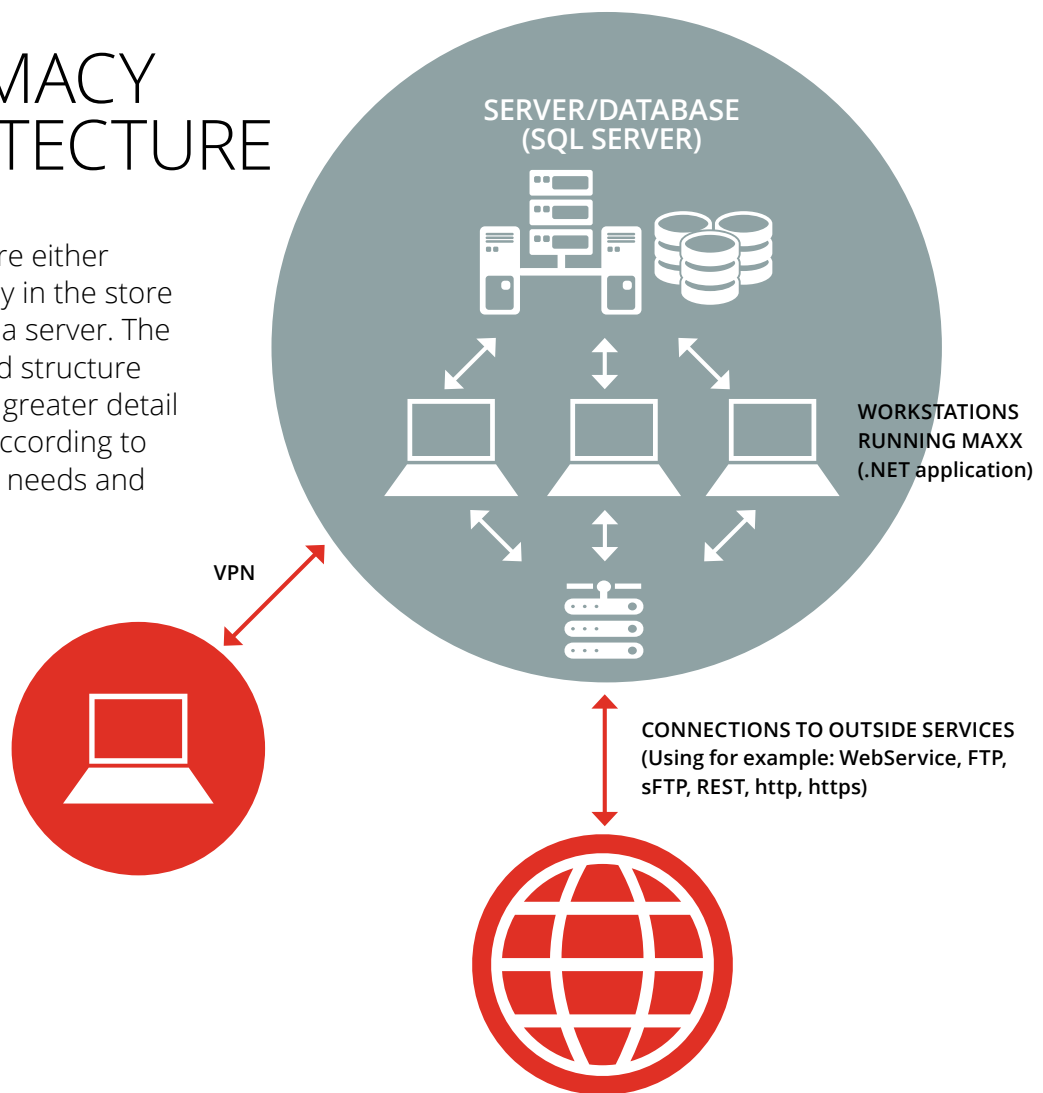 MACY
TECTURE
re either
y in the store
a server. The
d structure
greater detail
ccording to
needs and
SERVER/DATABASE
(SQL SERVER)
WORKSTATIONS
RUNNING MAXX
(.NET application)
VPN
CONNECTIONS TO OUTSIDE SERVICES
(Using for example: WebService, FTP,
sFTP, REST, http, https)